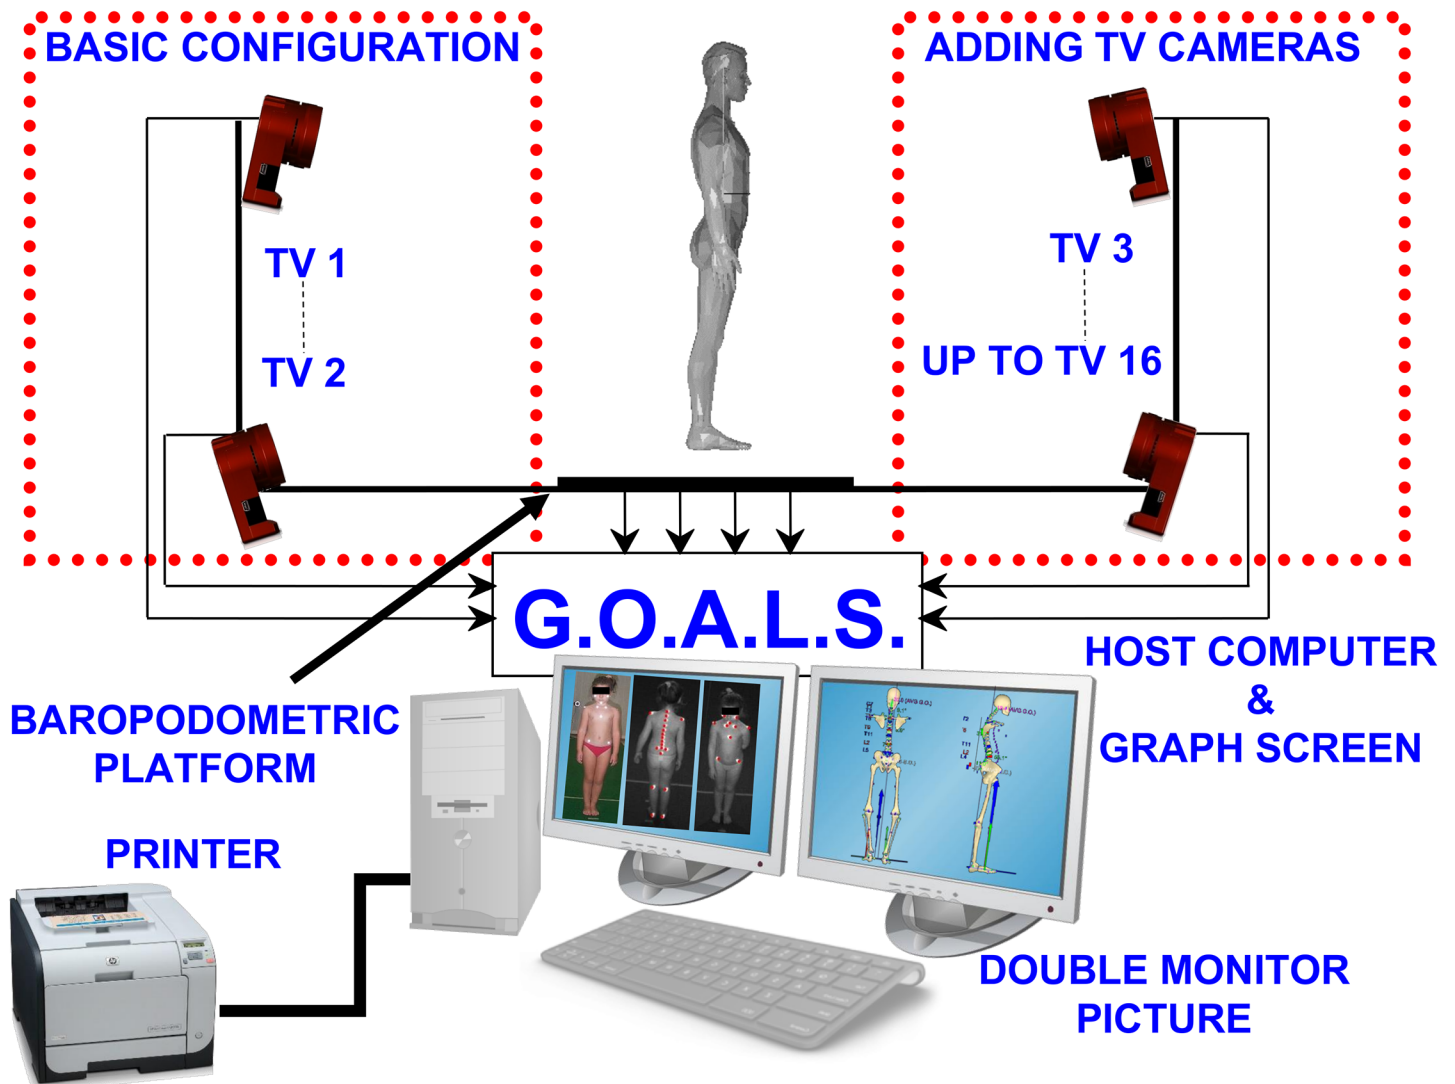 BASIC CONFIGURATION
ADDING TV CAMERAS
TV 1
TV 2
TV 3
UP TO TV 16
G.O.A.L.S.
BAROPODOMETRIC
PLATFORM
HOST COMPUTER
&
GRAPH SCREEN
PRINTER
DOUBLE MONITOR
PICTURE
hp